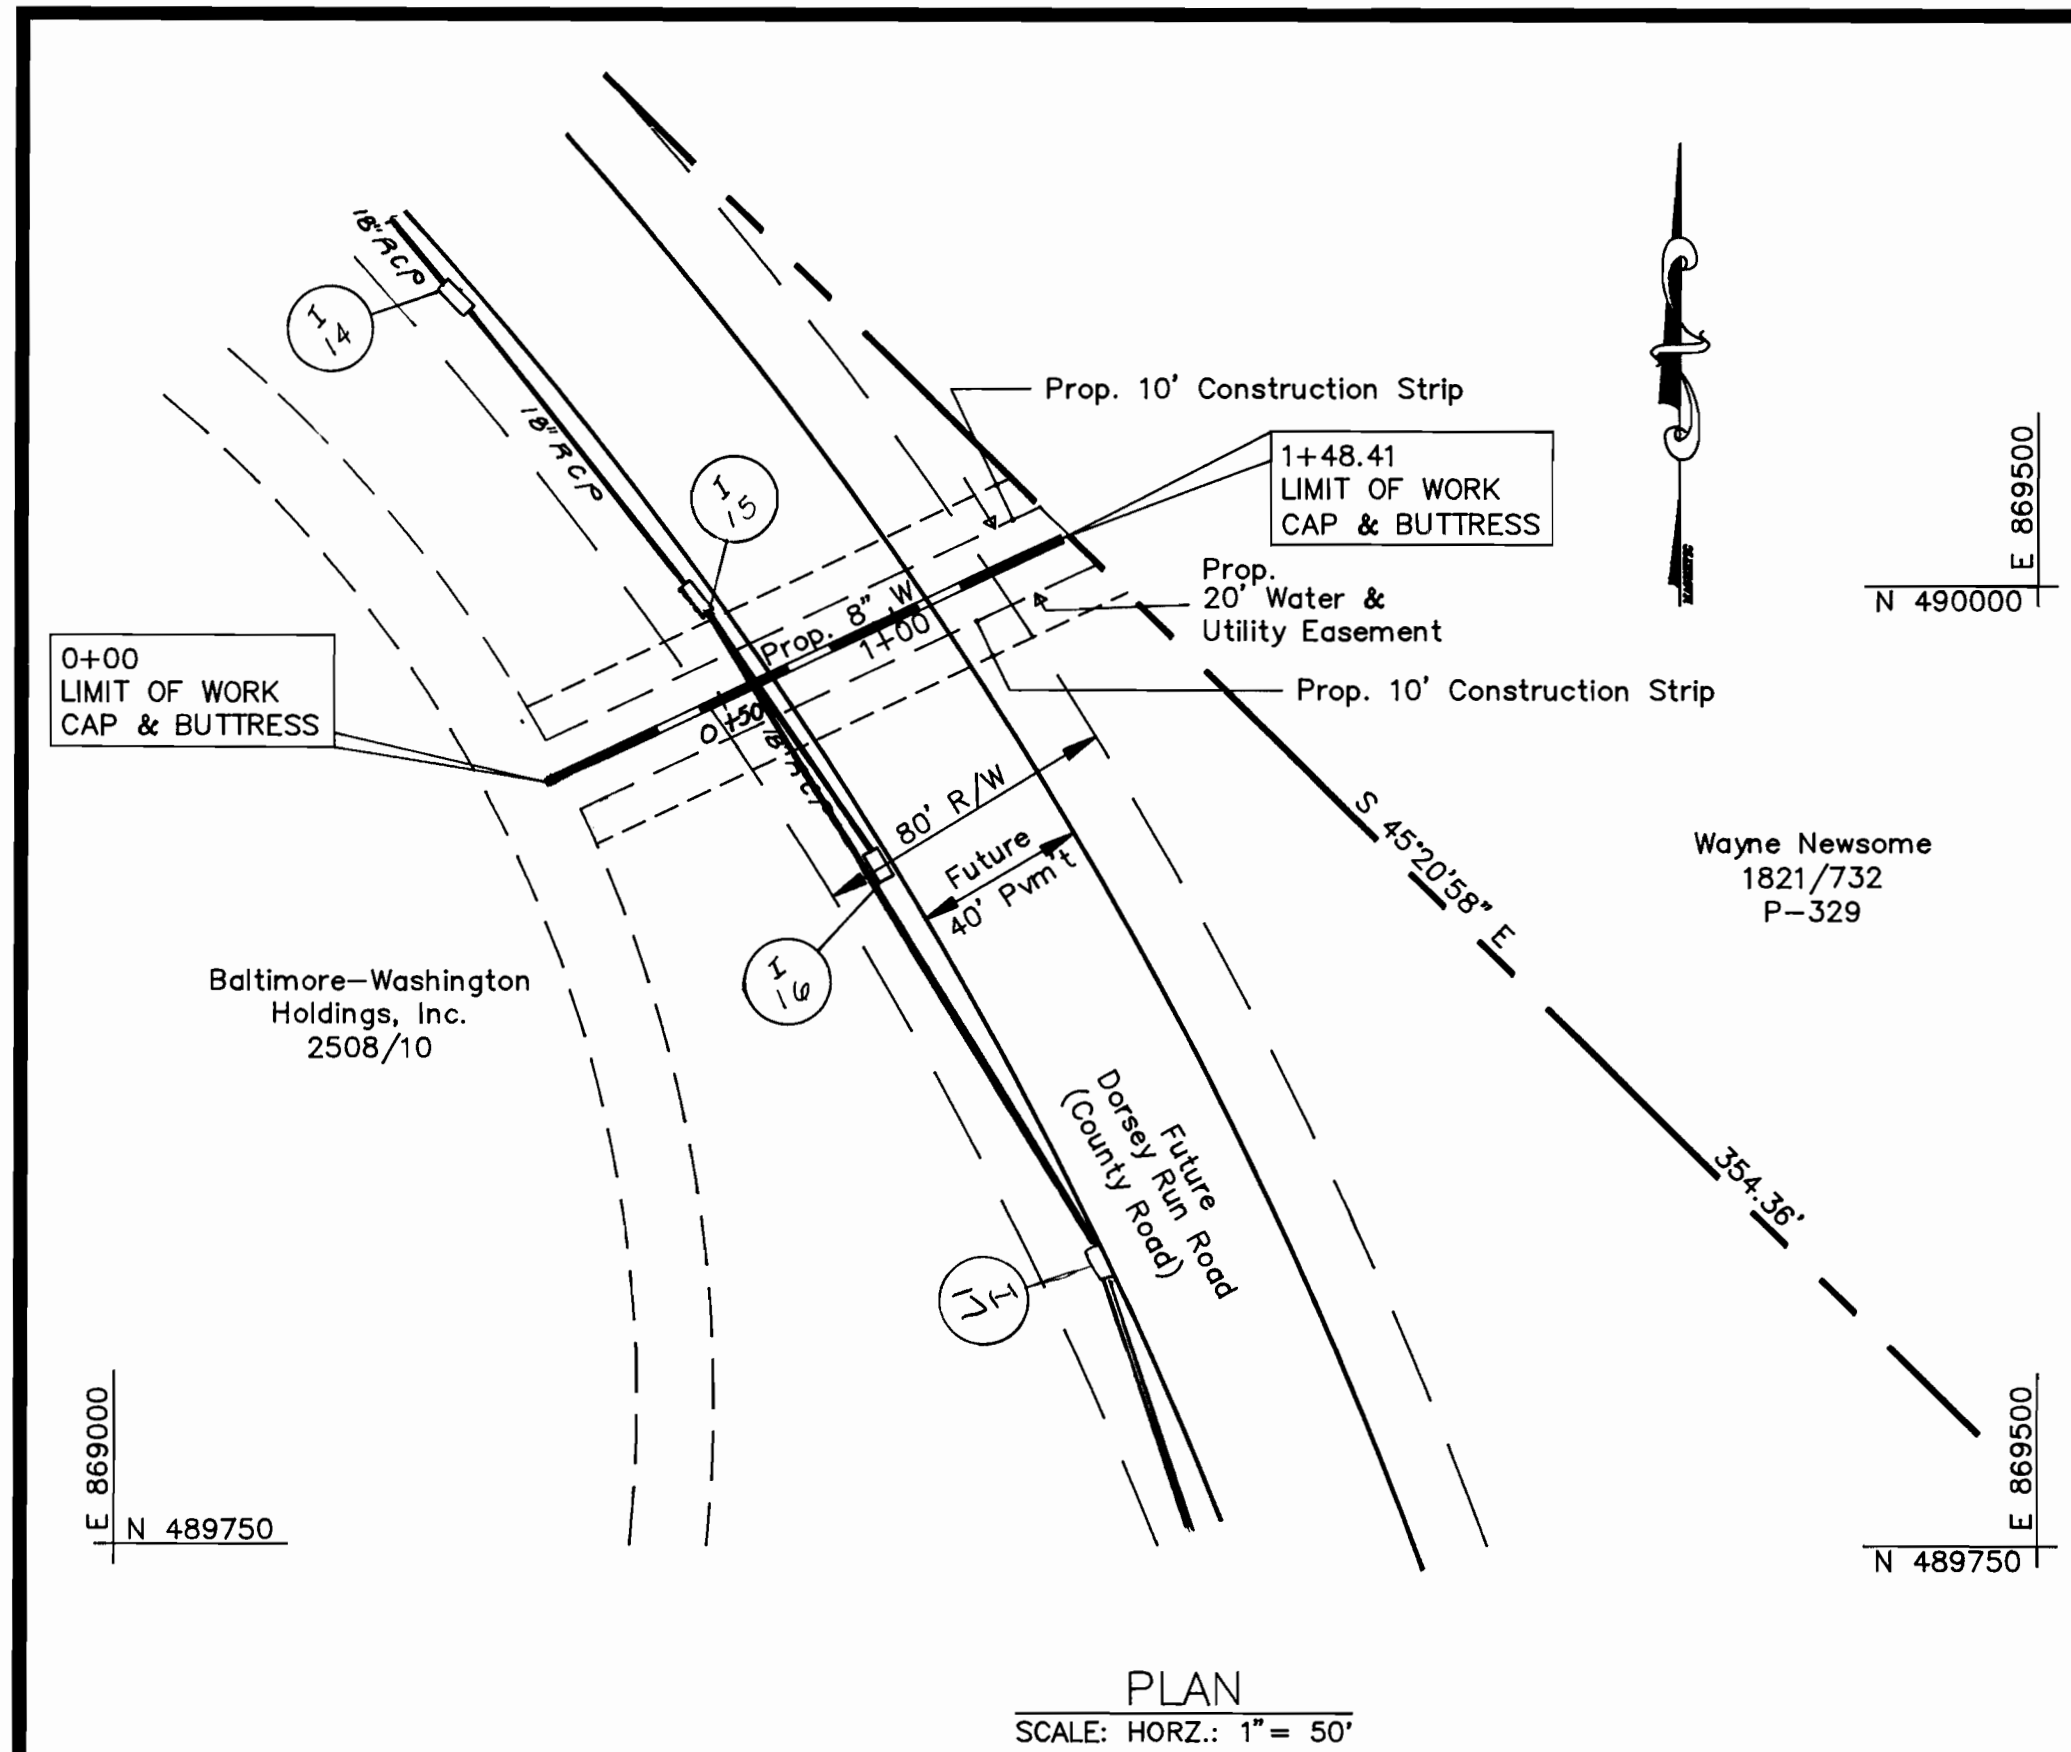 18" RCP
I
14
18" RCP
I
15
Prop. 10' Construction Strip
1+48.41
LIMIT OF WORK
CAP & BUTTRESS
E 869500
N 490000
Prop.
20' Water &
Utility Easement
Prop. 8" W
1+00
0+00
LIMIT OF WORK
CAP & BUTTRESS
Prop. 10' Construction Strip
0+50
18" RCP
80' R/W
Future
40' Pvm't
S 45°20'58" E
Wayne Newsome
1821/732
P-329
I
16
Baltimore-Washington
Holdings, Inc.
2508/10
Future
Dorsey Run Road
(County Road)
354.36'
I
17
E 869000
N 489750
E 869500
N 489750
PLAN
SCALE: HORZ.: 1"= 50'